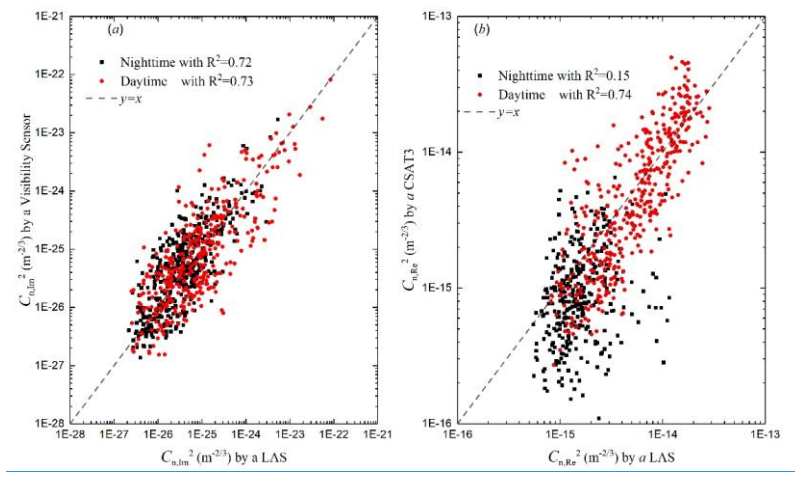 (a)
Nighttime with R²=0.72
Daytime with R²=0.73
y=x
1E-21
1E-22
1E-23
1E-24
1E-25
1E-26
1E-27
1E-28
1E-28 1E-27 1E-26 1E-25 1E-24 1E-23 1E-22 1E-21
Cn,Im² (m⁻²/³) by a Visibility Sensor
Cn,Im² (m⁻²/³) by a LAS
(b)
Nighttime with R²=0.15
Daytime with R²=0.74
y=x
1E-13
1E-14
1E-15
1E-16
1E-16 1E-15 1E-14 1E-13
Cn,Re² (m⁻²/³) by a CSAT3
Cn,Re² (m⁻²/³) by a LAS